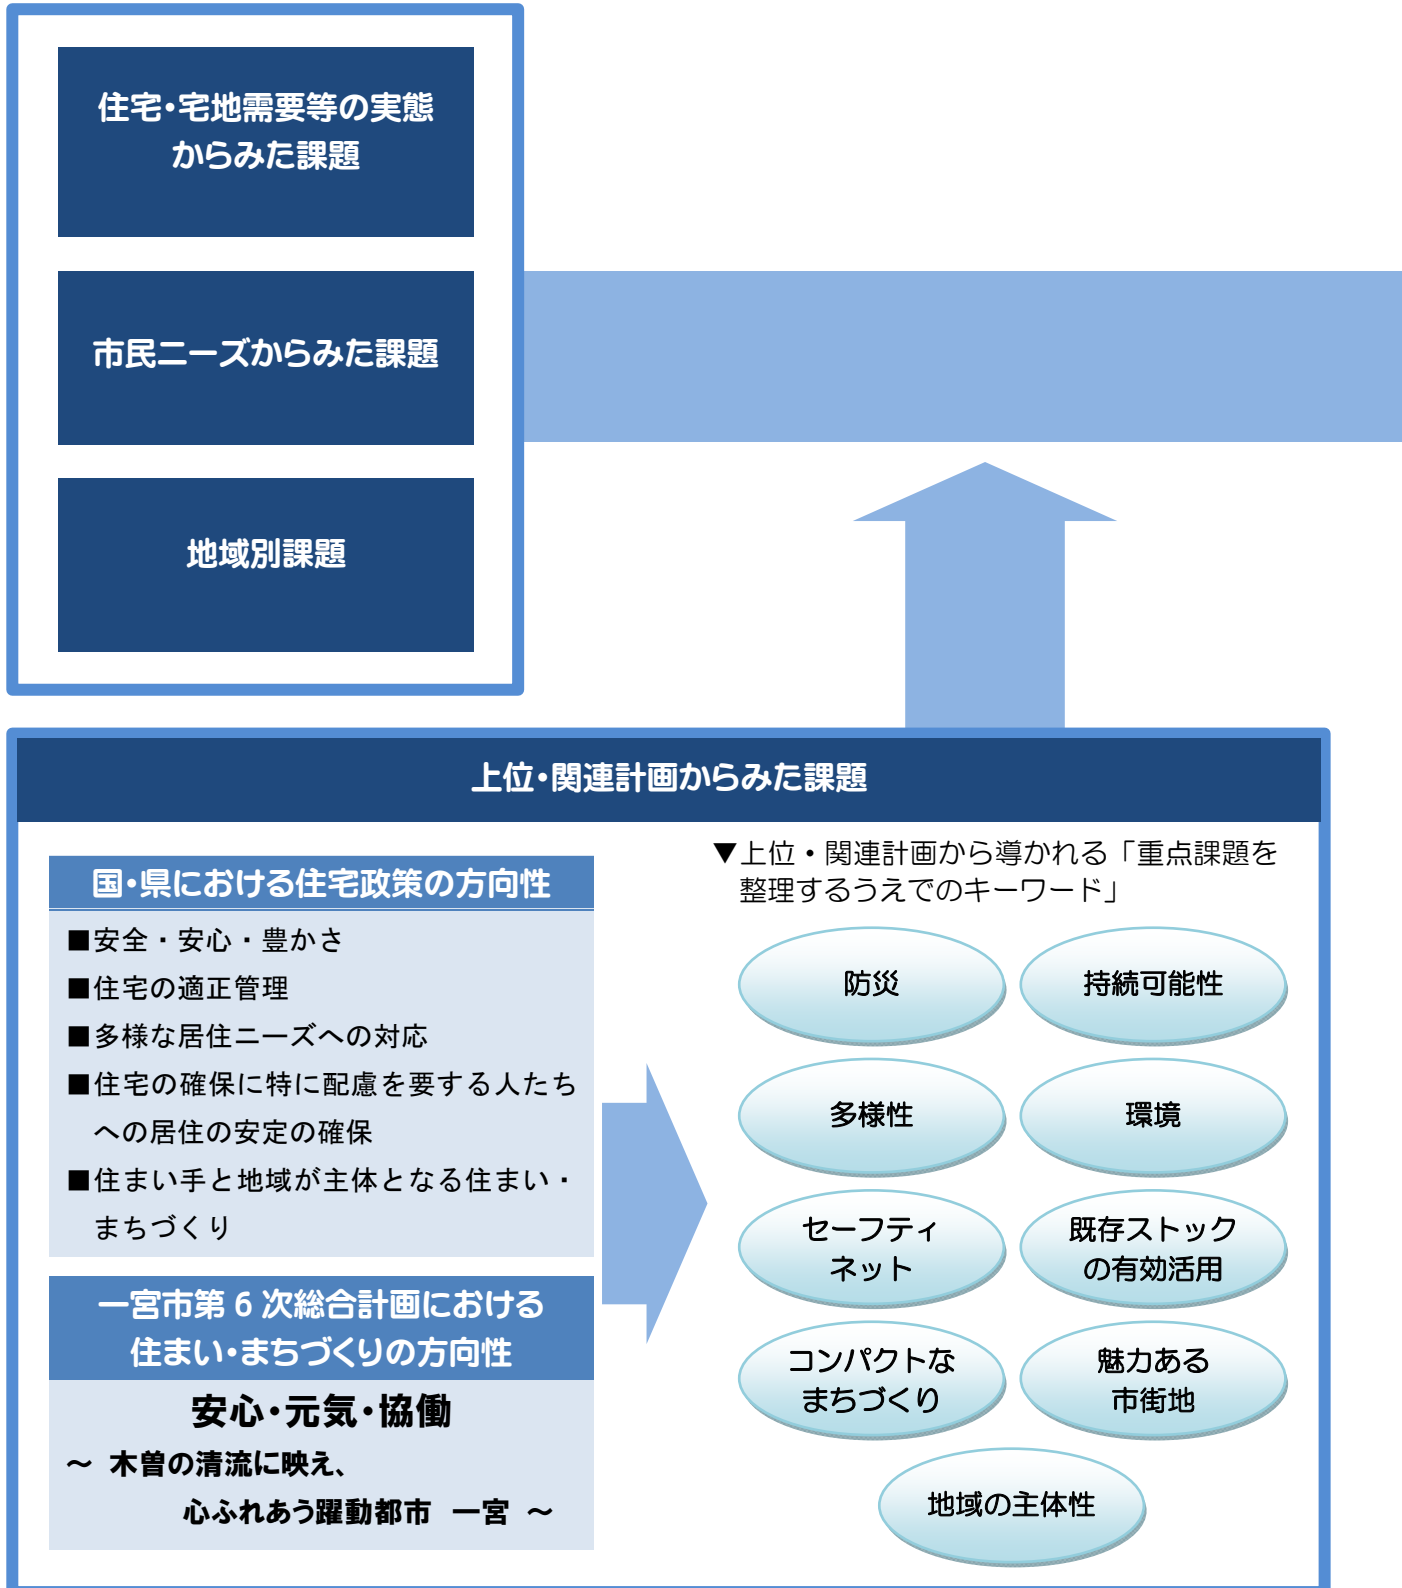 住宅・宅地需要等の実態
からみた課題
市民ニーズからみた課題
地域別課題
上位・関連計画からみた課題
国・県における住宅政策の方向性
■安全・安心・豊かさ
■住宅の適正管理
■多様な居住ニーズへの対応
■住宅の確保に特に配慮を要する人たち
への居住の安定の確保
■住まい手と地域が主体となる住まい・
まちづくり
一宮市第6次総合計画における
住まい・まちづくりの方向性
安心・元気・協働
～ 木曽の清流に映え、
心ふれあう躍動都市 一宮 ～
▼上位・関連計画から導かれる「重点課題を
整理するうえでのキーワード」
防災
持続可能性
多様性
環境
セーフティ
ネット
既存ストック
の有効活用
コンパクトな
まちづくり
魅力ある
市街地
地域の主体性